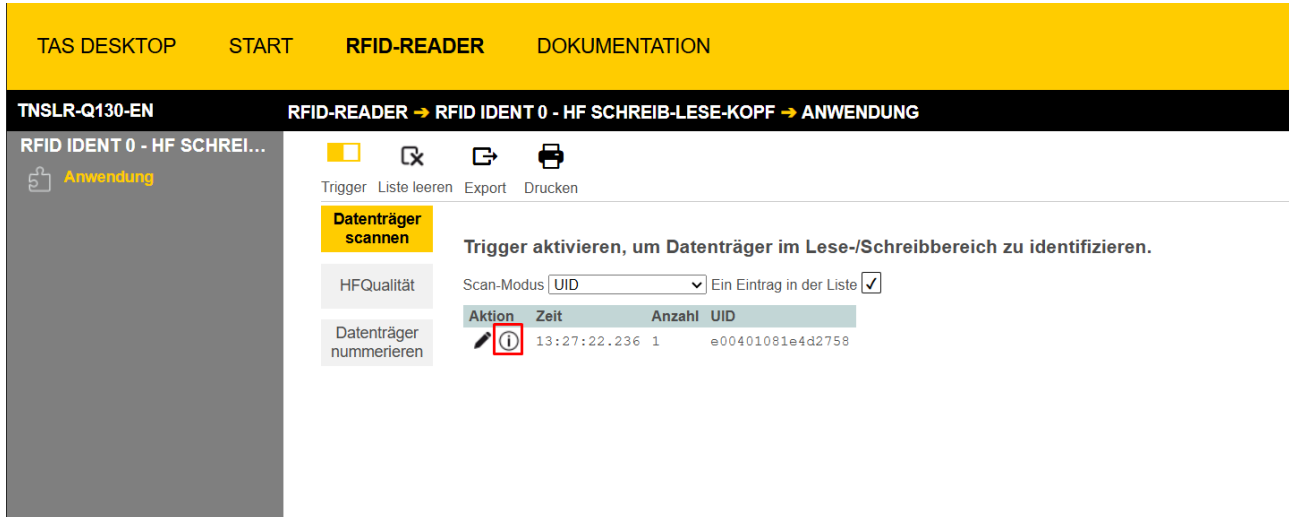 TAS DESKTOP START RFID-READER DOKUMENTATION
TNSLR-Q130-EN RFID-READER ➔ RFID IDENT 0 - HF SCHREIB-LESE-KOPF ➔ ANWENDUNG
RFID IDENT 0 - HF SCHREI...
Anwendung
Trigger Liste leeren Export Drucken
Datenträger
scannen
Trigger aktivieren, um Datenträger im Lese-/Schreibbereich zu identifizieren.
HFQualität
Scan-Modus UID Ein Eintrag in der Liste
Aktion Zeit Anzahl UID
13:27:22.236 1 e00401081e4d2758
Datenträger
nummerieren